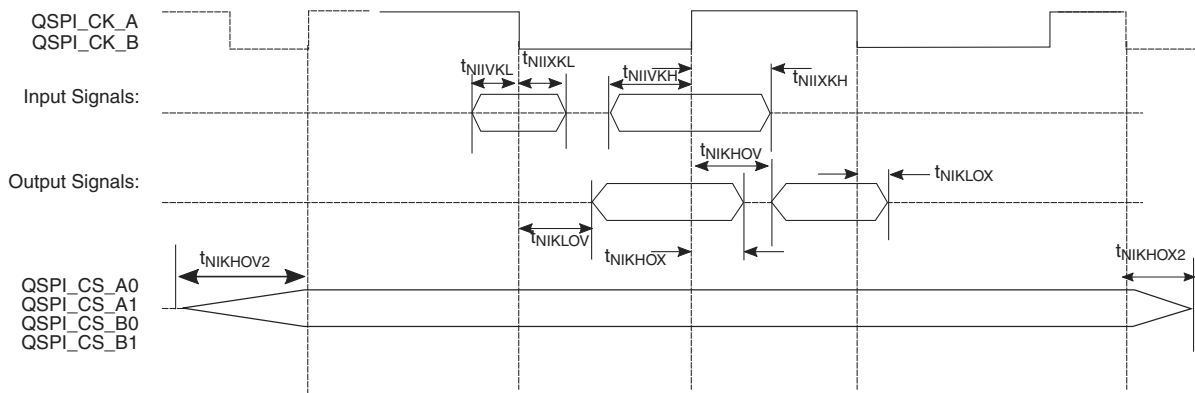 QSPI_CK_A
QSPI_CK_B
tNIIVKL
tNIIXKL
tNIIVKH
tNIIXKH
Input Signals:
tNIKHOV
Output Signals:
tNIKLOX
tNIKLOV
tNIKHOX
tNIKHOV2
tNIKHOX2
QSPI_CS_A0
QSPI_CS_A1
QSPI_CS_B0
QSPI_CS_B1